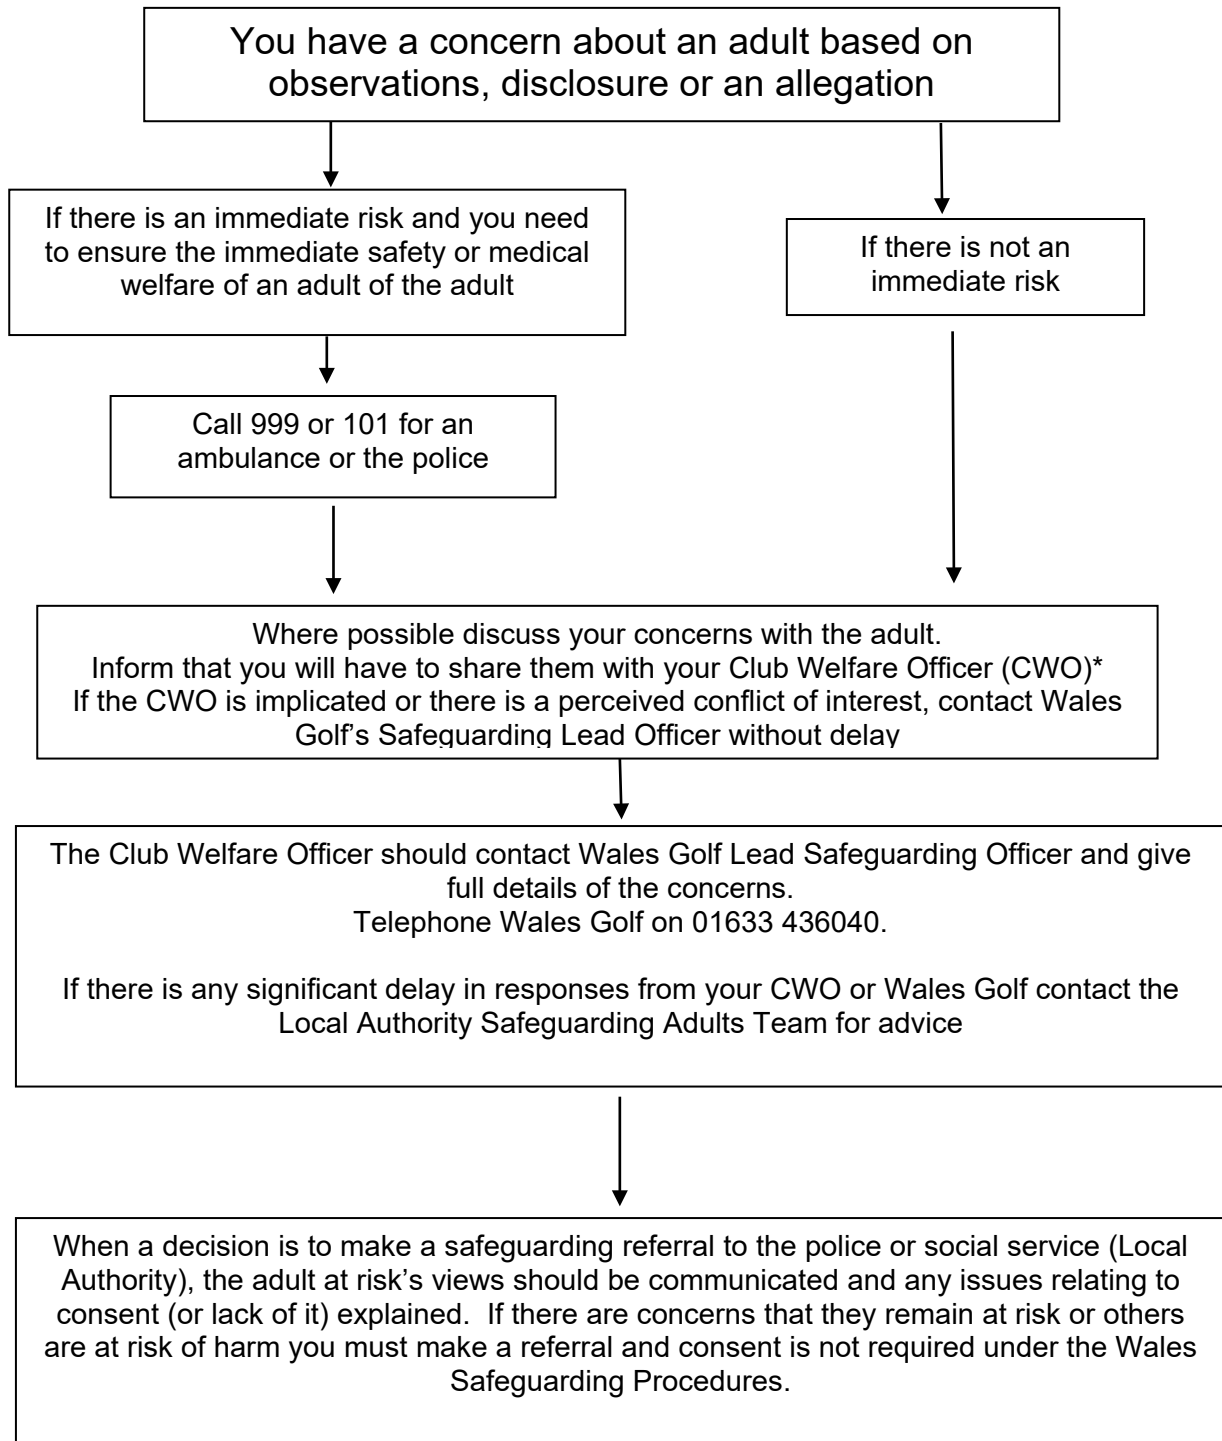 You have a concern about an adult based on
observations, disclosure or an allegation
If there is an immediate risk and you need
to ensure the immediate safety or medical
welfare of an adult of the adult
If there is not an
immediate risk
Call 999 or 101 for an
ambulance or the police
Where possible discuss your concerns with the adult.
Inform that you will have to share them with your Club Welfare Officer (CWO)*
If the CWO is implicated or there is a perceived conflict of interest, contact Wales
Golf’s Safeguarding Lead Officer without delay
The Club Welfare Officer should contact Wales Golf Lead Safeguarding Officer and give
full details of the concerns.
Telephone Wales Golf on 01633 436040.
If there is any significant delay in responses from your CWO or Wales Golf contact the
Local Authority Safeguarding Adults Team for advice
When a decision is to make a safeguarding referral to the police or social service (Local
Authority), the adult at risk’s views should be communicated and any issues relating to
consent (or lack of it) explained.  If there are concerns that they remain at risk or others
are at risk of harm you must make a referral and consent is not required under the Wales
Safeguarding Procedures.